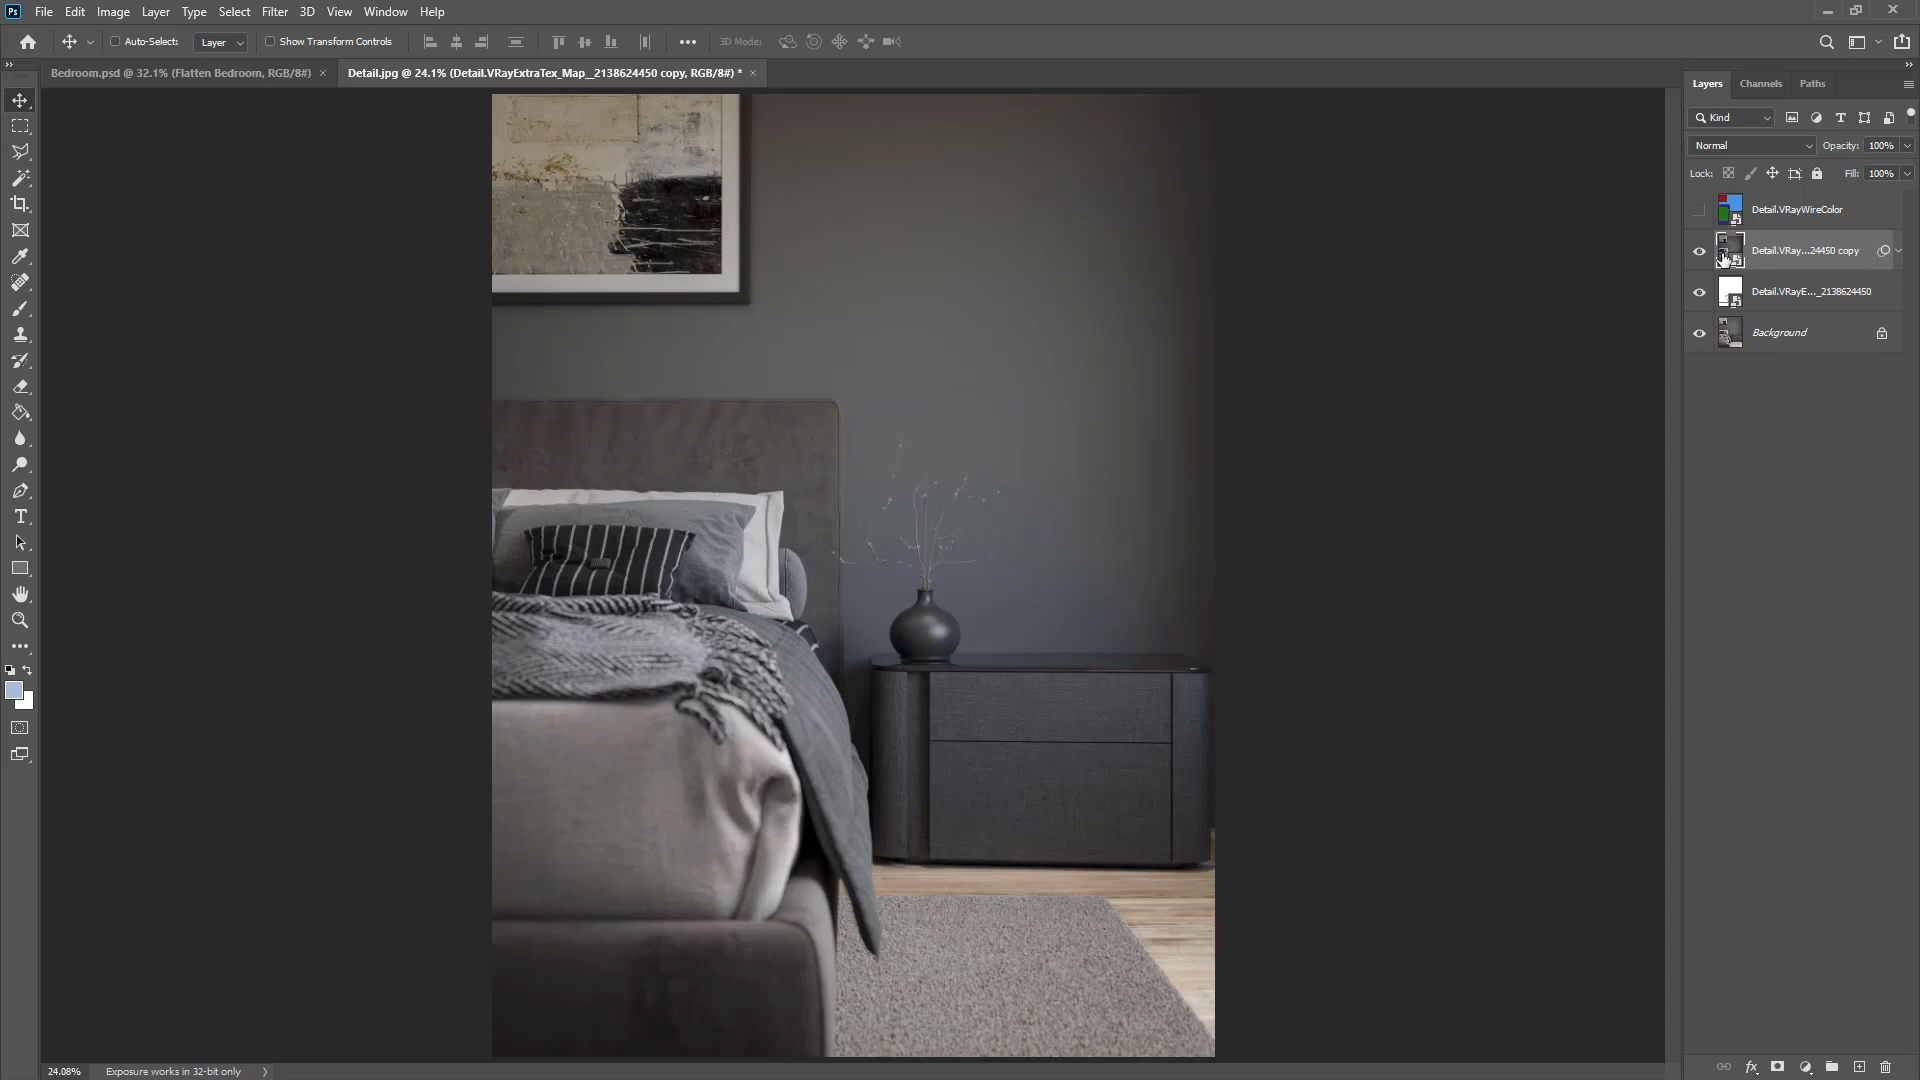 Ps File Edit Image Layer Type Select Filter 3D View Window Help
Auto-Select: Layer Show Transform Controls 3D Mode:
Bedroom.psd @ 32.1% (Flatten Bedroom, RGB/8#) × Detail.jpg @ 24.1% (Detail.VRayExtraTex_Map__2138624450 copy, RGB/8#) * ×
Layers Channels Paths
Kind
Normal Opacity: 100%
Lock: Fill: 100%
Detail.VRayWireColor
Detail.VRay...24450 copy
Detail.VRayE..._2138624450
Background
24.08% Exposure works in 32-bit only